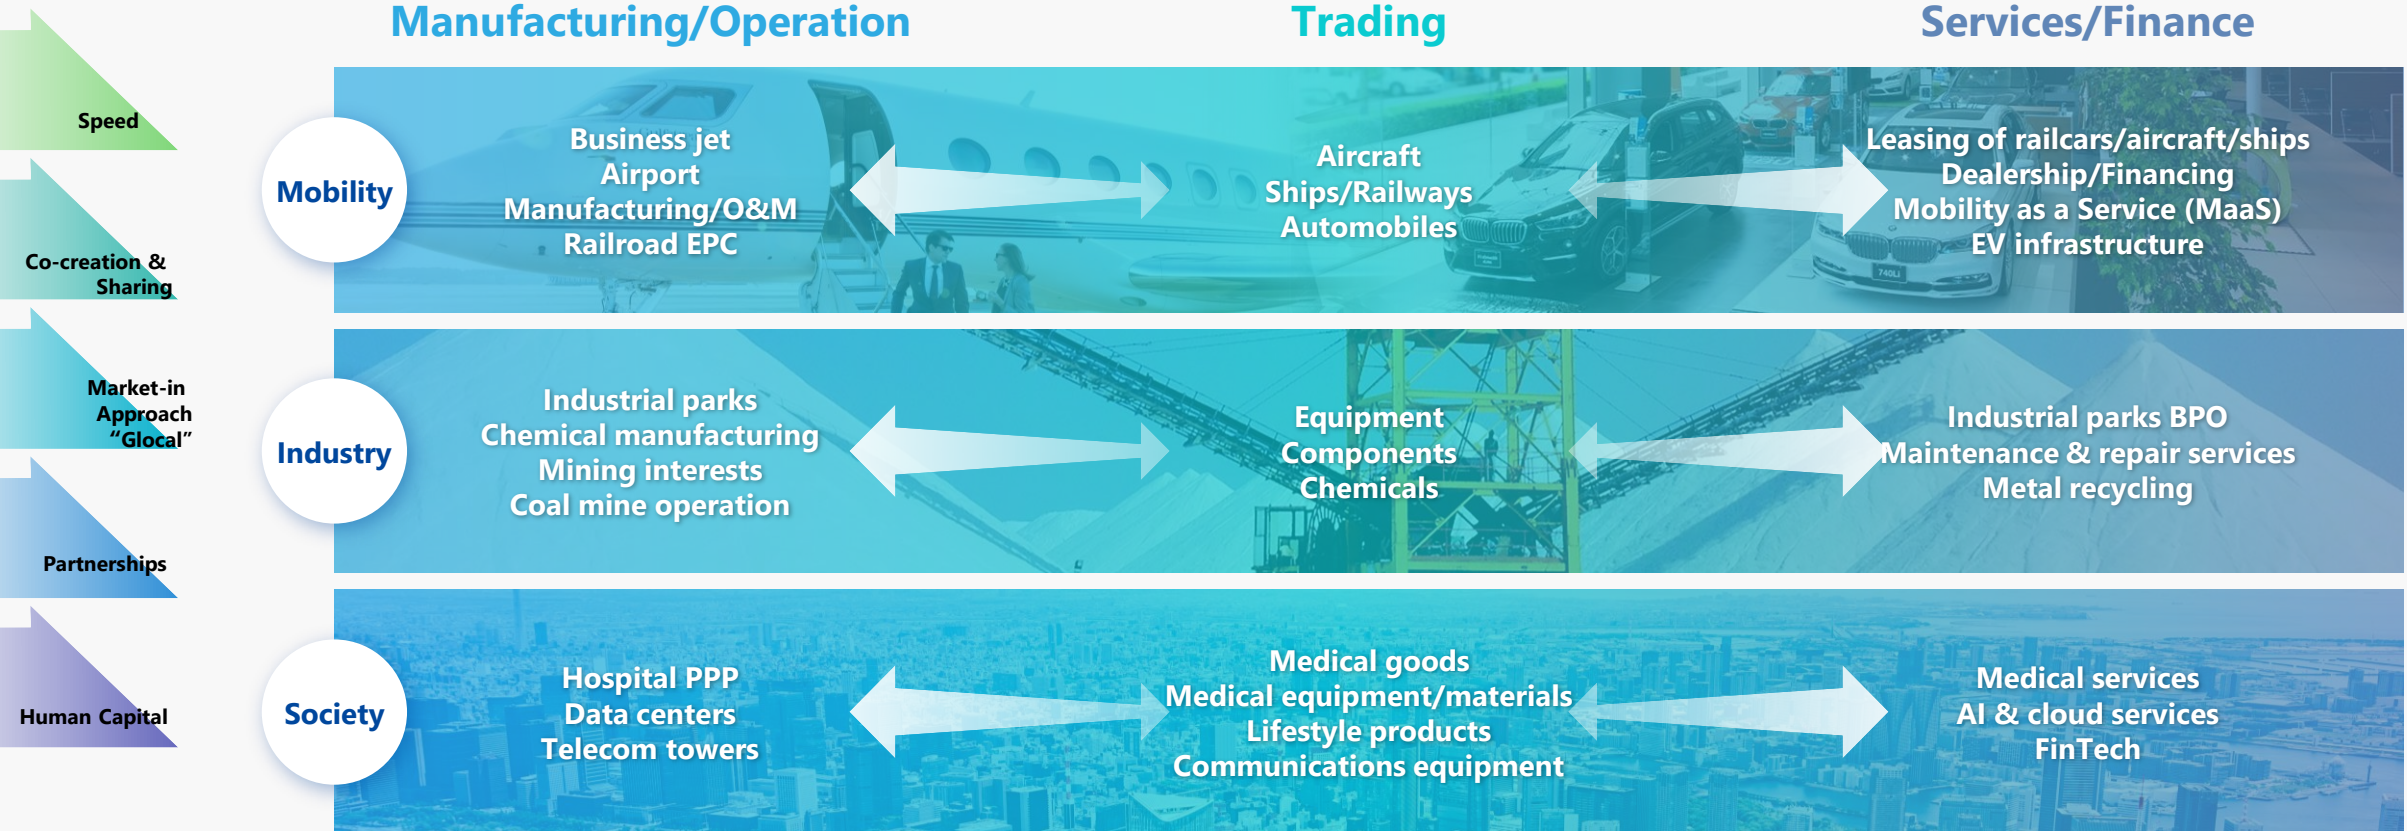 Manufacturing/Operation
Trading
Services/Finance
Speed
Co-creation &
Sharing
Market-in
Approach
“Glocal”
Partnerships
Human Capital
Mobility
Business jet
Airport
Manufacturing/O&M
Railroad EPC
Aircraft
Ships/Railways
Automobiles
Leasing of railcars/aircraft/ships
Dealership/Financing
Mobility as a Service (MaaS)
EV infrastructure
740Li
Industry
Industrial parks
Chemical manufacturing
Mining interests
Coal mine operation
Equipment
Components
Chemicals
Industrial parks BPO
Maintenance & repair services
Metal recycling
Society
Hospital PPP
Data centers
Telecom towers
Medical goods
Medical equipment/materials
Lifestyle products
Communications equipment
Medical services
AI & cloud services
FinTech